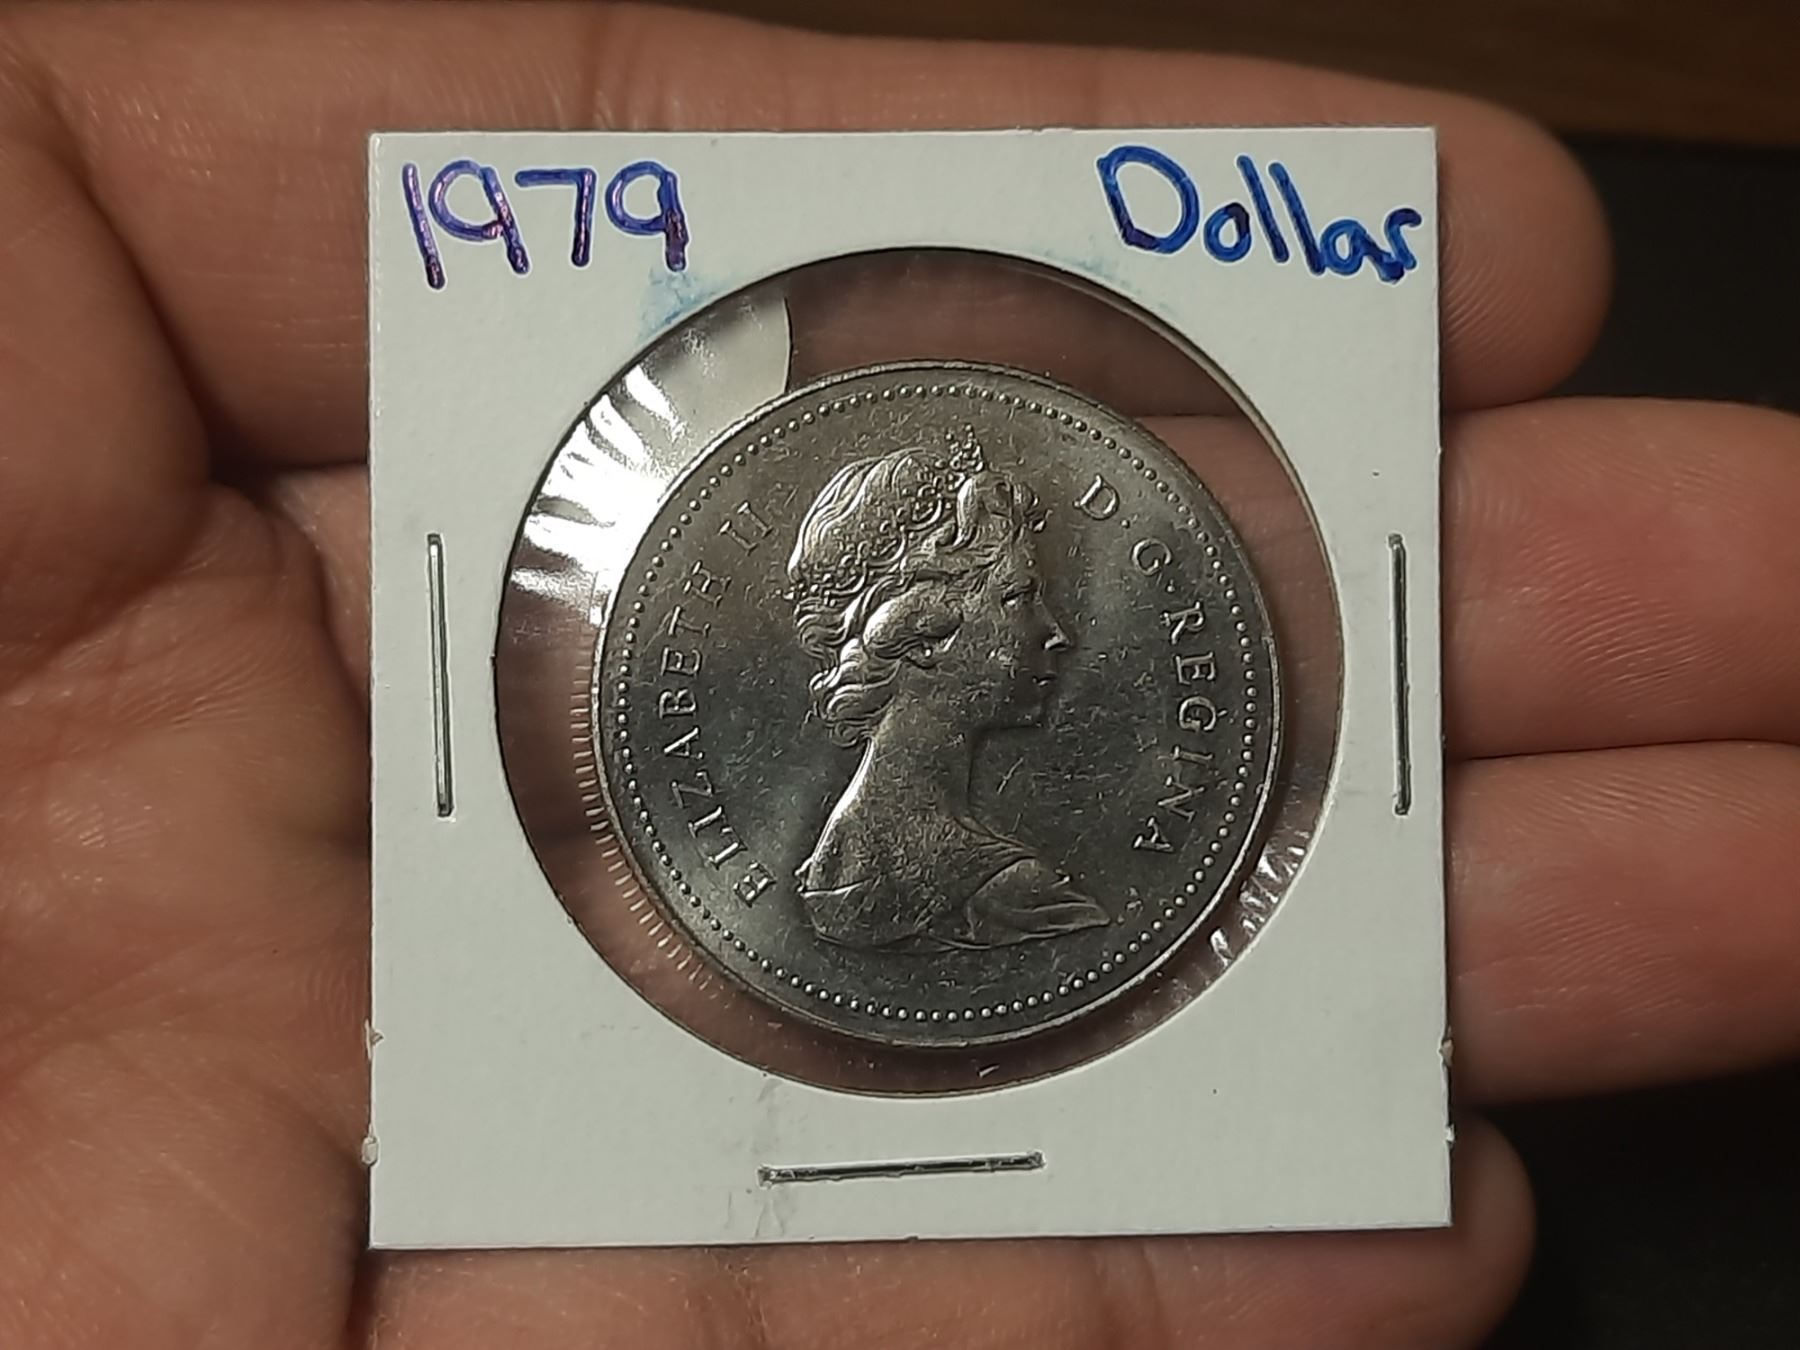 1979 Dollar
ELIZABETH II D·G·REGINA